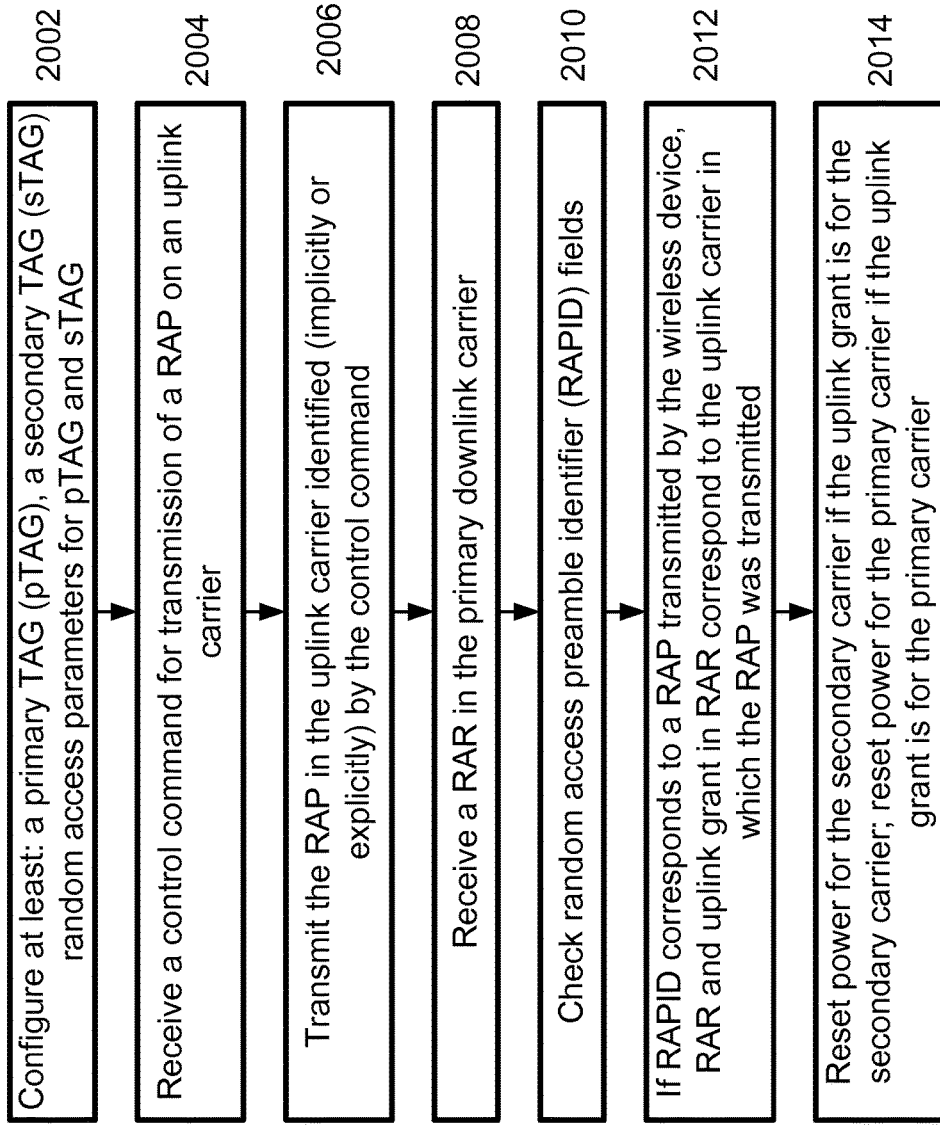 Configure at least: a primary TAG (pTAG), a secondary TAG (sTAG)
random access parameters for pTAG and sTAG
2002
Receive a control command for transmission of a RAP on an uplink
carrier
2004
Transmit the RAP in the uplink carrier identified (implicitly or
explicitly) by the control command
2006
Receive a RAR in the primary downlink carrier
2008
Check random access preamble identifier (RAPID) fields
2010
If RAPID corresponds to a RAP transmitted by the wireless device,
RAR and uplink grant in RAR correspond to the uplink carrier in
which the RAP was transmitted
2012
Reset power for the secondary carrier if the uplink grant is for the
secondary carrier; reset power for the primary carrier if the uplink
grant is for the primary carrier
2014